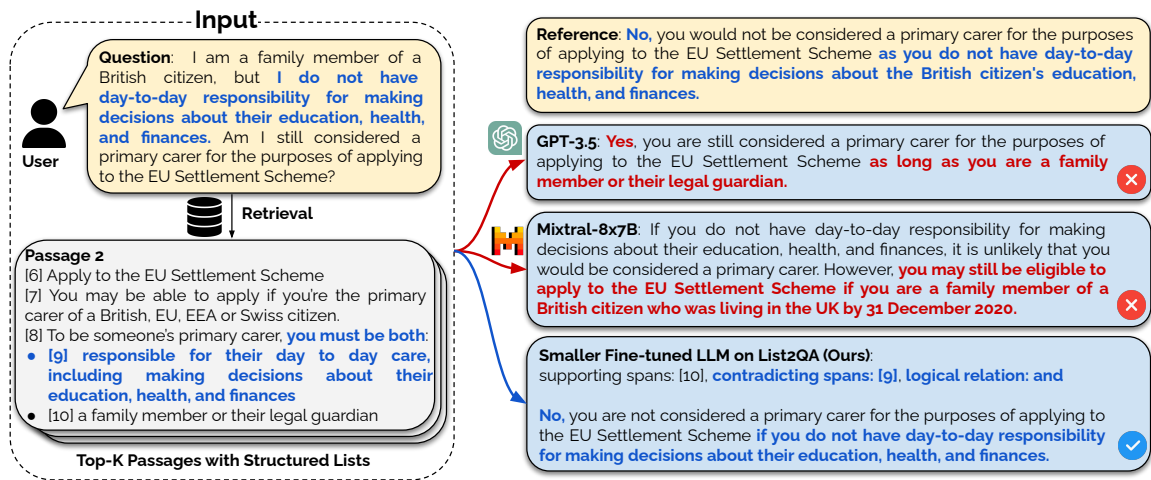 Input
Question: I am a family member of a
British citizen, but I do not have
day-to-day responsibility for making
decisions about their education, health,
and finances. Am I still considered a
primary carer for the purposes of applying
to the EU Settlement Scheme?
User
Retrieval
Passage 2
[6] Apply to the EU Settlement Scheme
[7] You may be able to apply if you're the primary
carer of a British, EU, EEA or Swiss citizen.
[8] To be someone's primary carer, you must be both:
• [9] responsible for their day to day care,
including making decisions about their
education, health, and finances
• [10] a family member or their legal guardian
Top-K Passages with Structured Lists
Reference: No, you would not be considered a primary carer for the purposes
of applying to the EU Settlement Scheme as you do not have day-to-day
responsibility for making decisions about the British citizen's education,
health, and finances.
GPT-3.5: Yes, you are still considered a primary carer for the purposes of
applying to the EU Settlement Scheme as long as you are a family
member or their legal guardian.
Mixtral-8x7B: If you do not have day-to-day responsibility for making
decisions about their education, health, and finances, it is unlikely that you
would be considered a primary carer. However, you may still be eligible to
apply to the EU Settlement Scheme if you are a family member of a
British citizen who was living in the UK by 31 December 2020.
Smaller Fine-tuned LLM on List2QA (Ours):
supporting spans: [10], contradicting spans: [9], logical relation: and
No, you are not considered a primary carer for the purposes of applying to
the EU Settlement Scheme if you do not have day-to-day responsibility
for making decisions about their education, health, and finances.